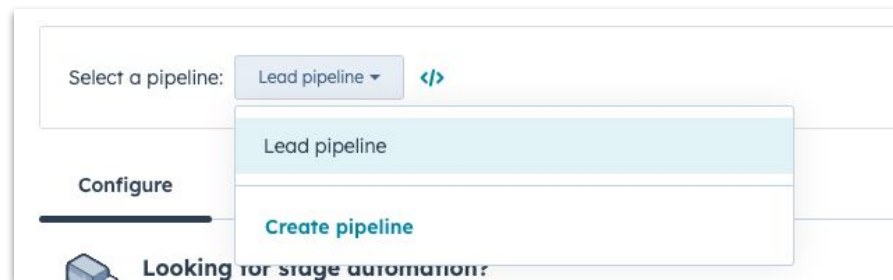 Select a pipeline: Lead pipeline </>
Lead pipeline
Configure
Create pipeline
Looking for stage automation?